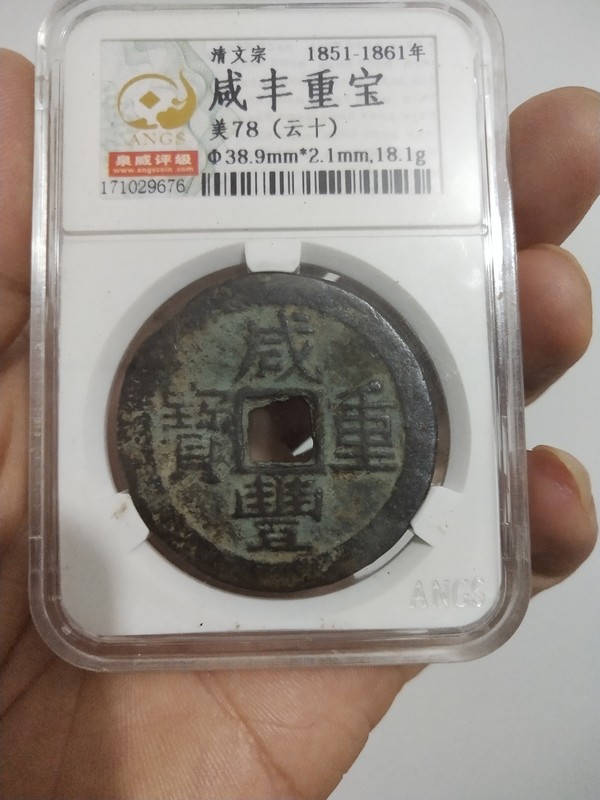 清文宗 1851-1861年
咸丰重宝
美78（云十）
Φ38.9mm*2.1mm,18.1g
ANGS
泉威评級
www.angscoin.com
171029676
咸
寶 重
豐
ANGS